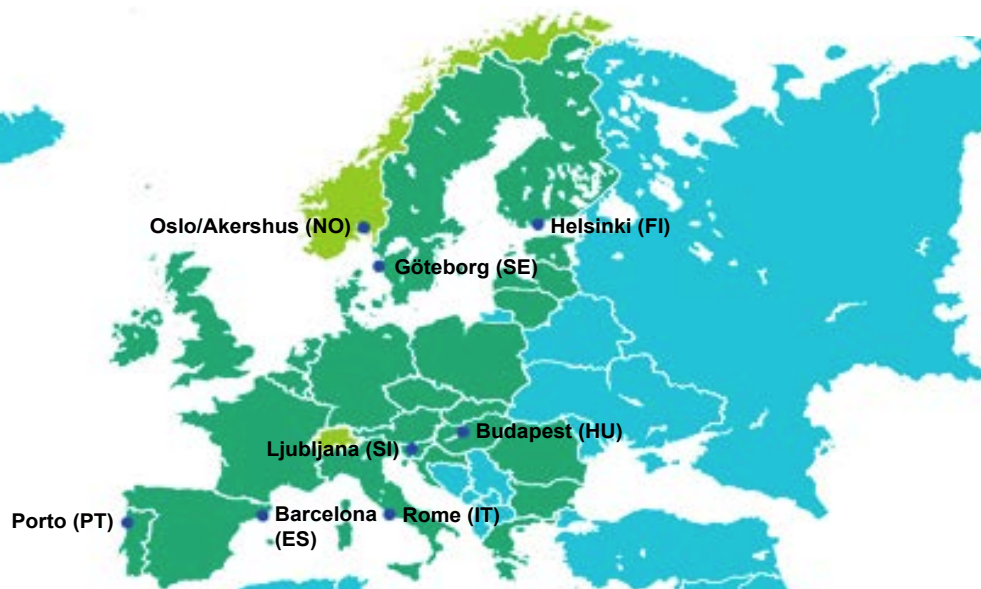 Oslo/Akershus (NO)
Helsinki (FI)
Göteborg (SE)
Budapest (HU)
Ljubljana (SI)
Porto (PT)
Barcelona
(ES)
Rome (IT)